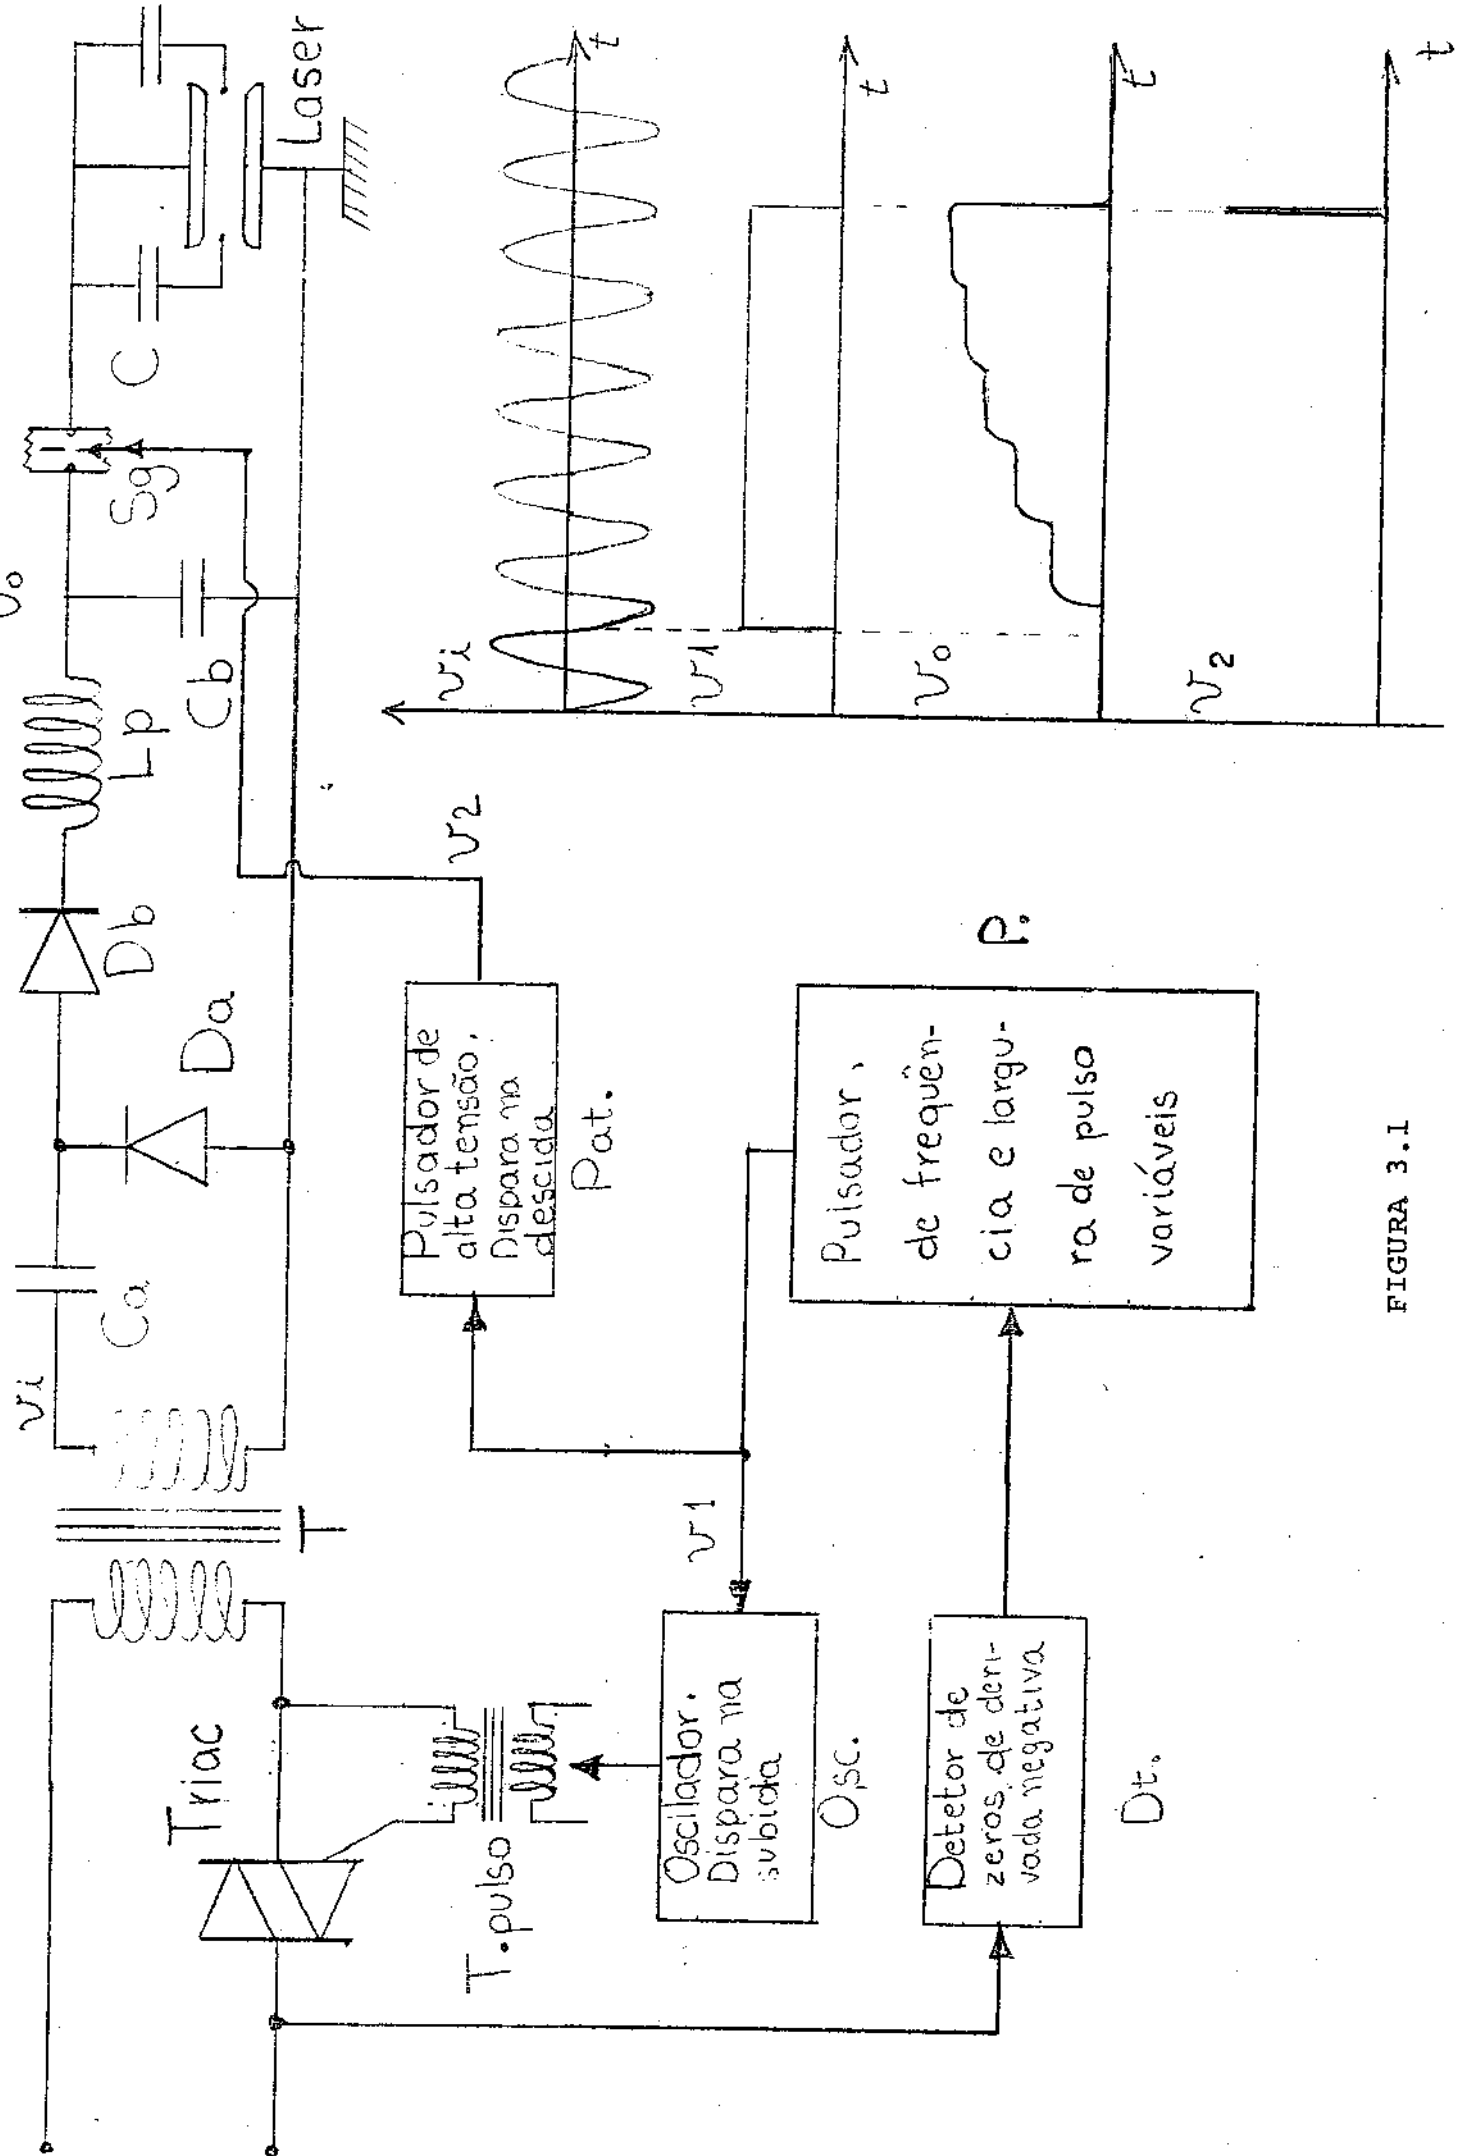 Triac
T.pulso
Oscilador.
Dispara na
subida
Osc.
Detetor de
zeros de deri-
vada negativa
Dt.
vi
Ca
Da
Db
Lp
Cb
vo
Sg
C
Laser
v1
v2
Pulsador de
alta tensão,
Dispara na
descida
Pat.
Pulsador,
de frequên-
cia e largu-
ra de pulso
variáveis
P.
vi
t
v1
t
vo
t
v2
t
FIGURA 3.1